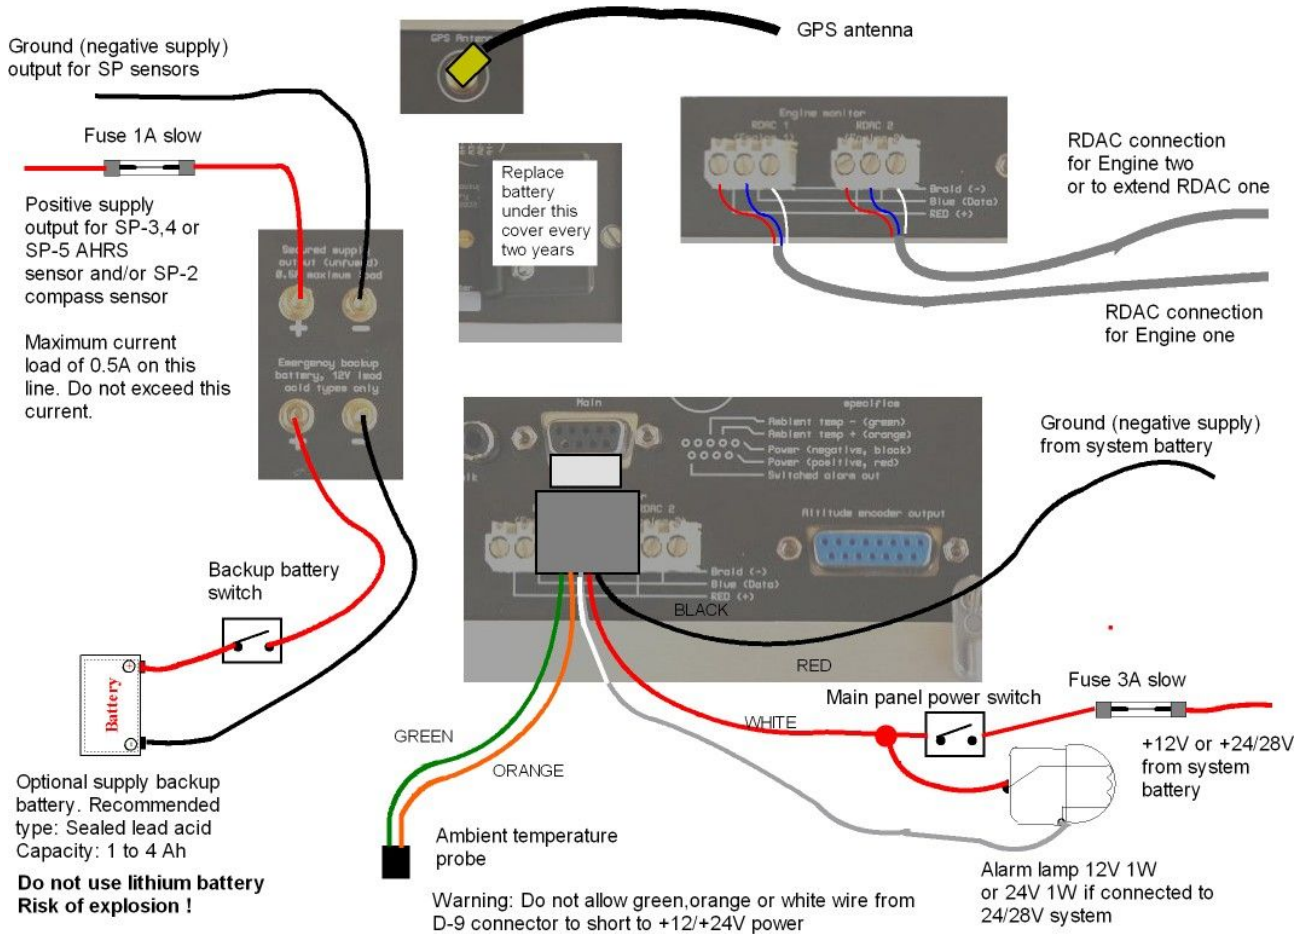 GPS antenna
GPS Antenna
Ground (negative supply)
output for SP sensors
Fuse 1A slow
Positive supply
output for SP-3,4 or
SP-5 AHRS
sensor and/or SP-2
compass sensor
Maximum current
load of 0.5A on this
line. Do not exceed this
current.
Secured supply
output (unfused)
0.5A maximum load
+ -
Emergency backup
battery, 12V lead
acid types only
+ -
Replace
battery
under this
cover every
two years
Engine monitor
RDAC 1
RDAC 2
Braid (-)
Blue (Data)
RED (+)
RDAC connection
for Engine two
or to extend RDAC one
RDAC connection
for Engine one
Main
Ambient temp - (green)
Ambient temp + (orange)
Power (negative, black)
Power (positive, red)
Switched alarm out
RDAC 2
Altitude encoder output
Braid (-)
Blue (Data)
RED (+)
Ground (negative supply)
from system battery
BLACK
RED
WHITE
GREEN
ORANGE
Backup battery
switch
Battery
Main panel power switch
Fuse 3A slow
+12V or +24/28V
from system
battery
Optional supply backup
battery. Recommended
type: Sealed lead acid
Capacity: 1 to 4 Ah
Do not use lithium battery
Risk of explosion !
Ambient temperature
probe
Warning: Do not allow green,orange or white wire from
D-9 connector to short to +12/+24V power
Alarm lamp 12V 1W
or 24V 1W if connected to
24/28V system